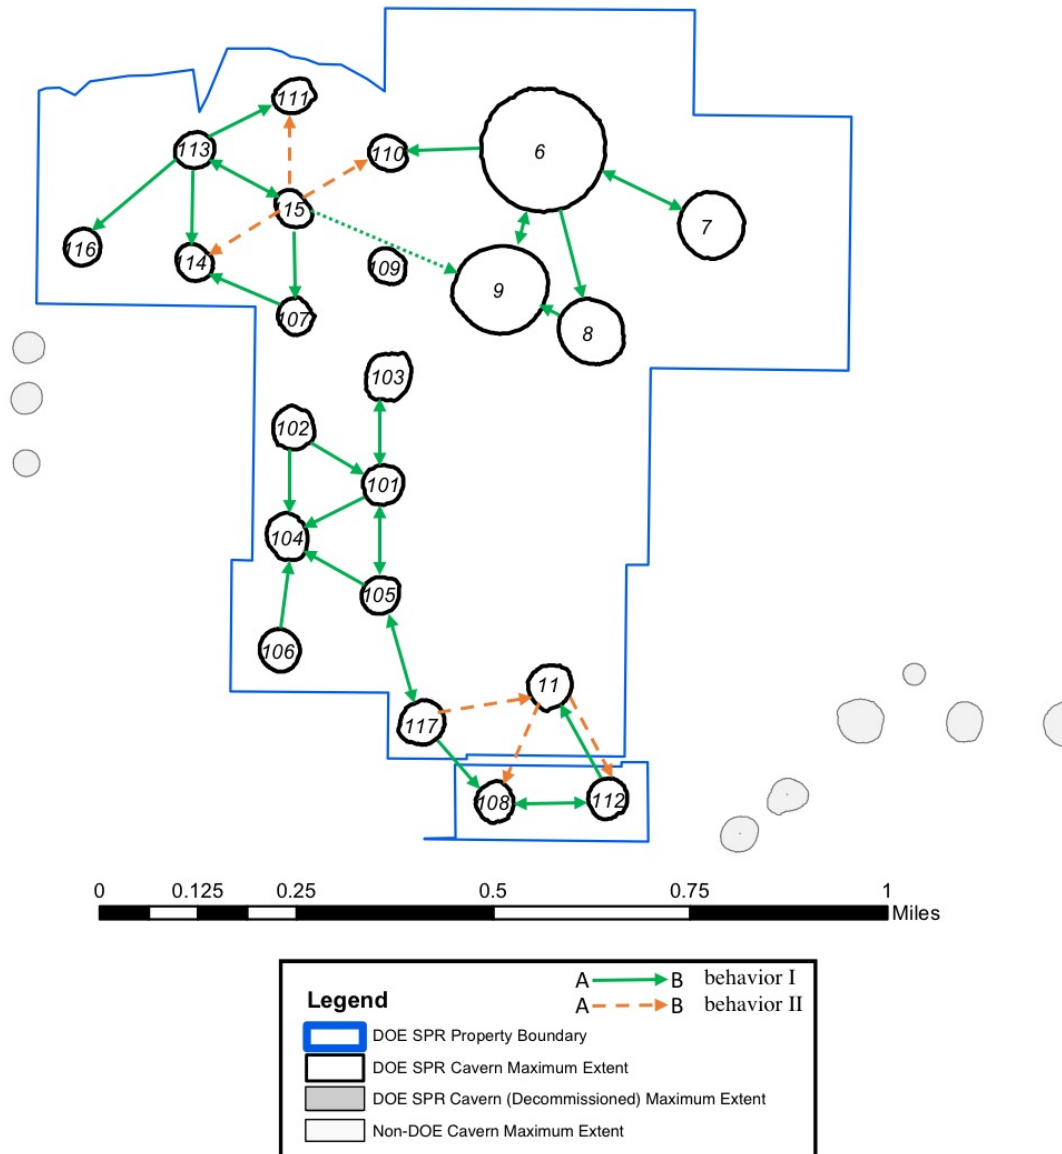 111
113
110
6
15
7
116
114
109
9
107
8
103
102
101
104
105
106
11
117
108
112
0 0.125 0.25 0.5 0.75 1
Miles
A B behavior I
Legend
A B behavior II
DOE SPR Property Boundary
DOE SPR Cavern Maximum Extent
DOE SPR Cavern (Decommissioned) Maximum Extent
Non-DOE Cavern Maximum Extent